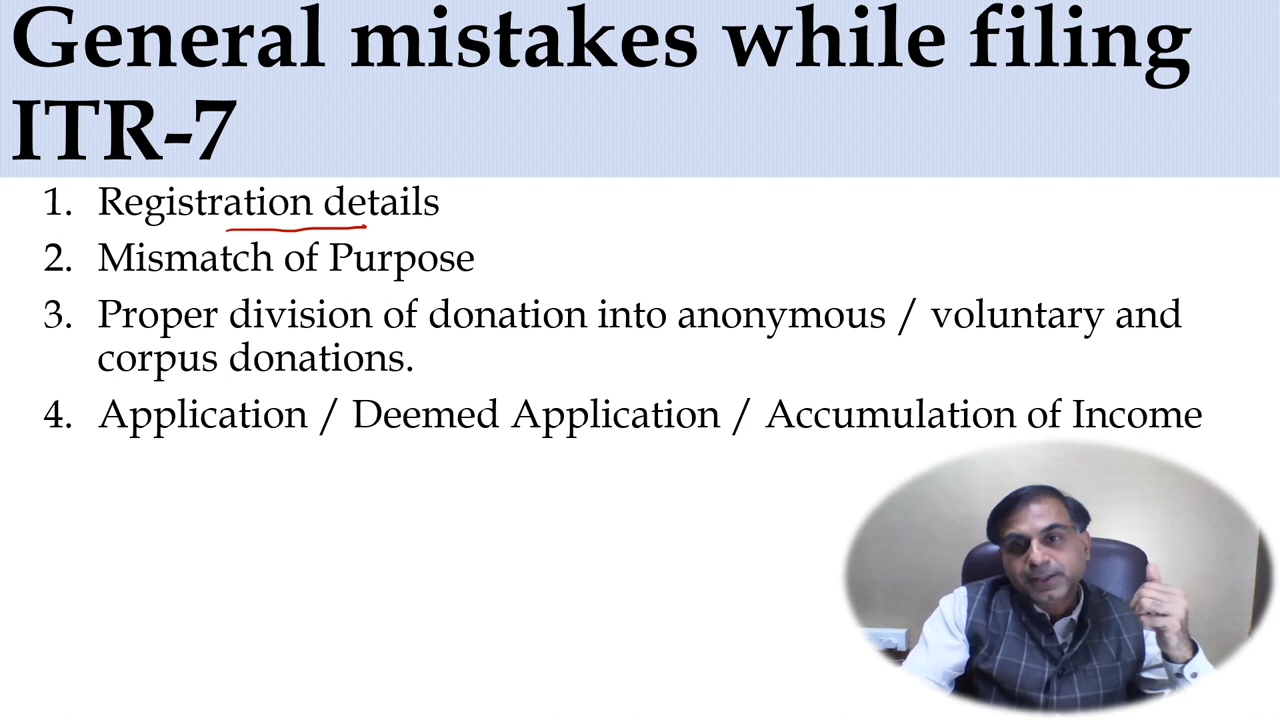 General mistakes while filing
ITR-7
1. Registration details
2. Mismatch of Purpose
3. Proper division of donation into anonymous / voluntary and
corpus donations.
4. Application / Deemed Application / Accumulation of Income